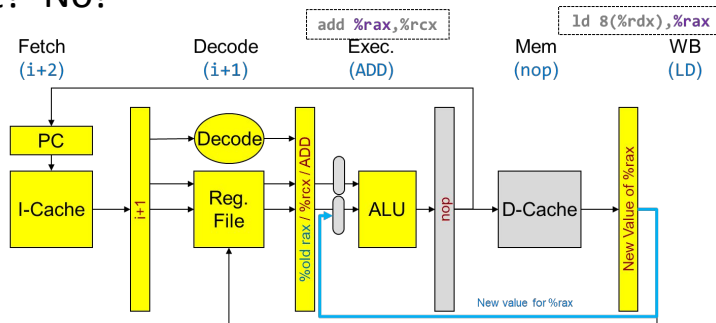 add %rax,%rcx
ld 8(%rdx),%rax
Fetch
(i+2)
Decode
(i+1)
Exec.
(ADD)
Mem
(nop)
WB
(LD)
PC
I-Cache
i+1
Decode
Reg.
File
%old rax / %rcx / ADD
ALU
nop
D-Cache
New Value of %rax
New value for %rax